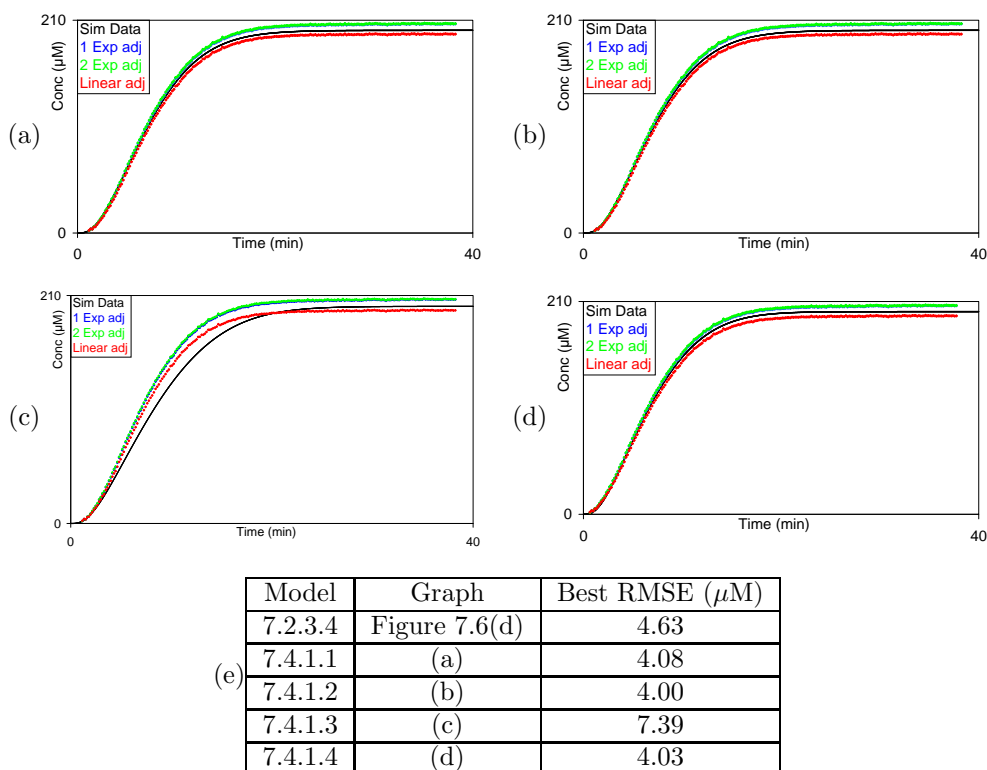 (a)
210
Conc (μM)
0
Sim Data
1 Exp adj
2 Exp adj
Linear adj
0
Time (min)
40
(b)
210
Conc (μM)
0
Sim Data
1 Exp adj
2 Exp adj
Linear adj
0
Time (min)
40
(c)
210
Conc (μM)
0
Sim Data
1 Exp adj
2 Exp adj
Linear adj
0
Time (min)
40
(d)
210
Conc (μM)
0
Sim Data
1 Exp adj
2 Exp adj
Linear adj
0
Time (min)
40
(e)
Model Graph Best RMSE (μM)
7.2.3.4 Figure 7.6(d) 4.63
7.4.1.1 (a) 4.08
7.4.1.2 (b) 4.00
7.4.1.3 (c) 7.39
7.4.1.4 (d) 4.03